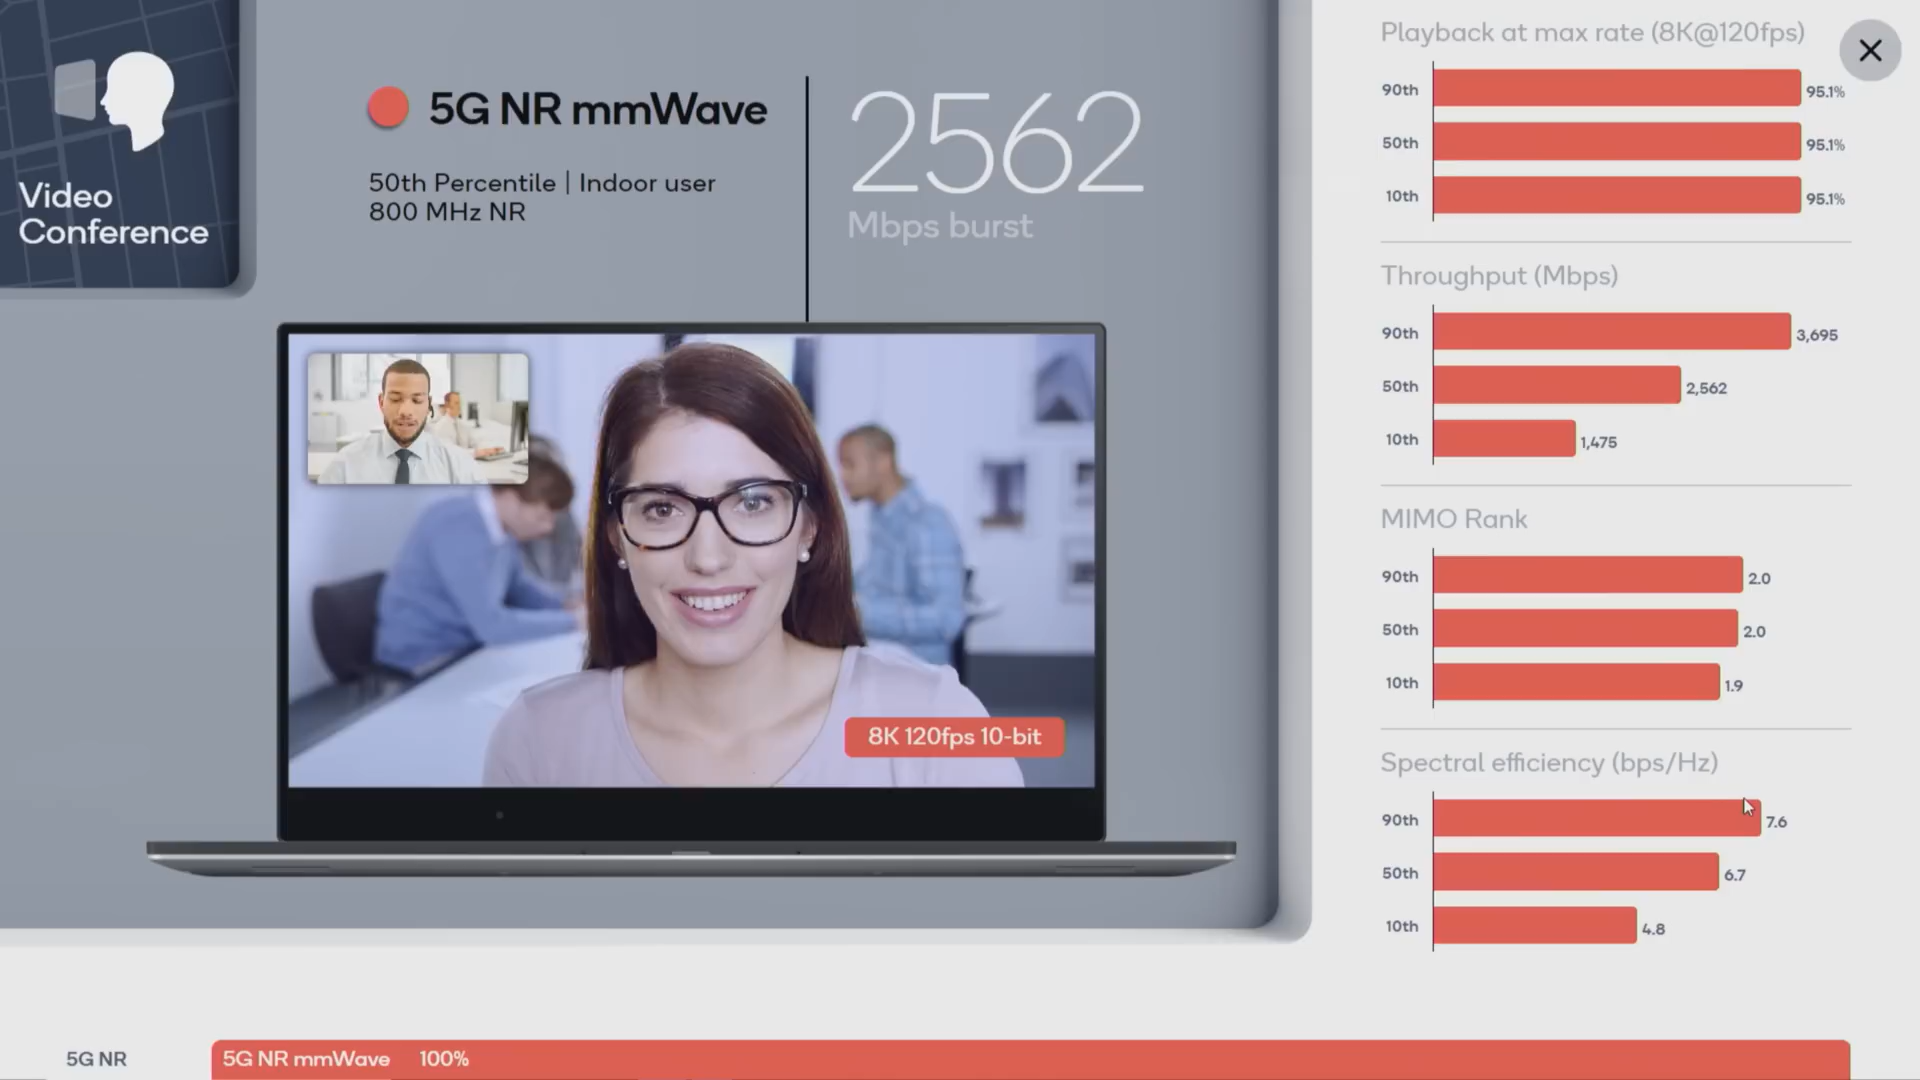 Video
Conference
5G NR mmWave
50th Percentile | Indoor user
800 MHz NR
2562
Mbps burst
8K 120fps 10-bit
Playback at max rate (8K@120fps)
90th 95.1%
50th 95.1%
10th 95.1%
Throughput (Mbps)
90th 3,695
50th 2,562
10th 1,475
MIMO Rank
90th 2.0
50th 2.0
10th 1.9
Spectral efficiency (bps/Hz)
90th 7.6
50th 6.7
10th 4.8
5G NR 5G NR mmWave 100%